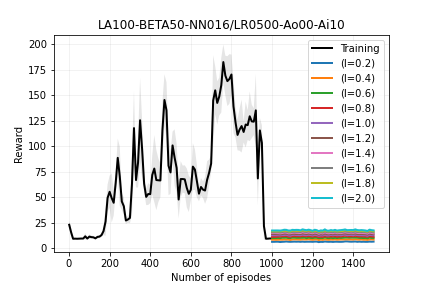 LA100-BETA50-NN016/LR0500-Ao00-Ai10
200
175
150
125
100
75
50
25
0
Reward
0
200
400
600
800
1000
1200
1400
Number of episodes
Training
(l=0.2)
(l=0.4)
(l=0.6)
(l=0.8)
(l=1.0)
(l=1.2)
(l=1.4)
(l=1.6)
(l=1.8)
(l=2.0)